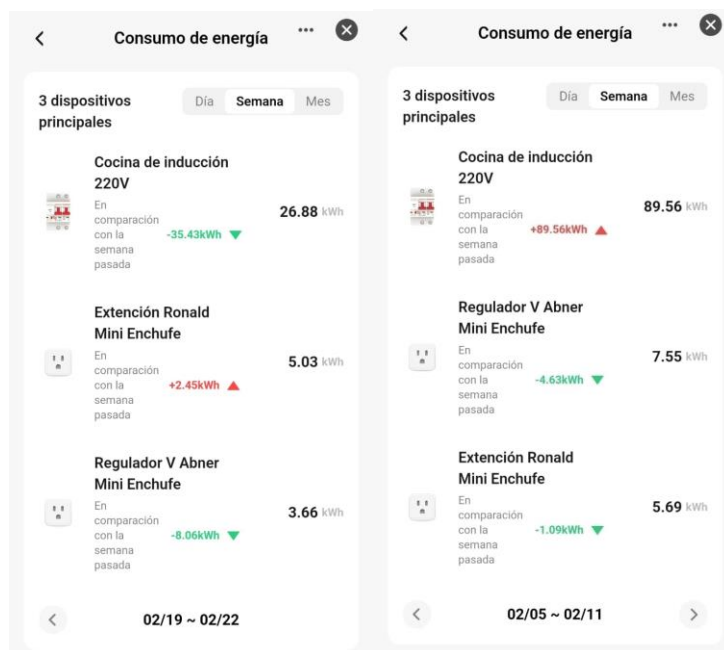 Consumo de energía
3 dispositivos
principales
Día Semana Mes
Cocina de inducción
220V
En
comparación
con la
semana
pasada
-35.43kWh
26.88 kWh
Extención Ronald
Mini Enchufe
En
comparación
con la
semana
pasada
+2.45kWh
5.03 kWh
Regulador V Abner
Mini Enchufe
En
comparación
con la
semana
pasada
-8.06kWh
3.66 kWh
02/19 ~ 02/22
Consumo de energía
3 dispositivos
principales
Día Semana Mes
Cocina de inducción
220V
En
comparación
con la
semana
pasada
+89.56kWh
89.56 kWh
Regulador V Abner
Mini Enchufe
En
comparación
con la
semana
pasada
-4.63kWh
7.55 kWh
Extención Ronald
Mini Enchufe
En
comparación
con la
semana
pasada
-1.09kWh
5.69 kWh
02/05 ~ 02/11